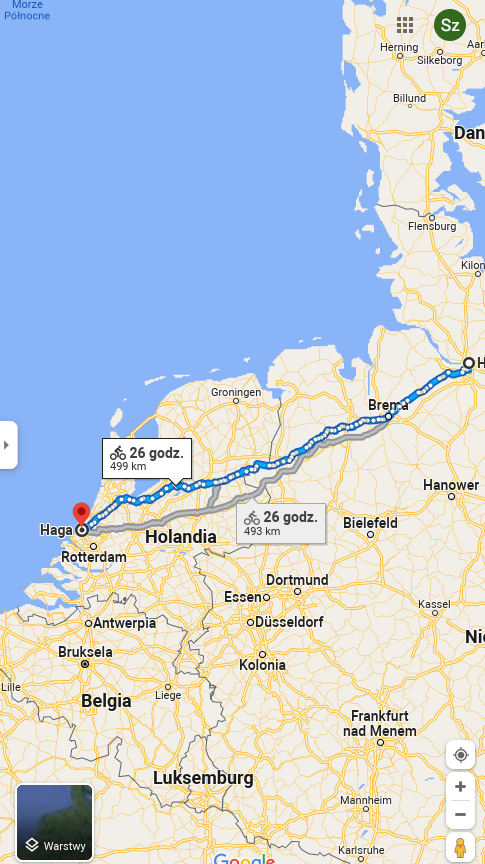 Morze
Północne
Sz
Herning
Aar
Silkeborg
Billund
Dan
Flensburg
Kilon
H
Groningen
Brema
26 godz.
499 km
Hanower
Haga
26 godz.
493 km
Holandia
Bielefeld
Rotterdam
Dortmund
Essen
Kassel
Antwerpia
Düsseldorf
Nie
Bruksela
Kolonia
Lille
Liège
Belgia
Frankfurt
nad Menem
Luksemburg
Mannheim
Warstwy
Karlsruhe
Google